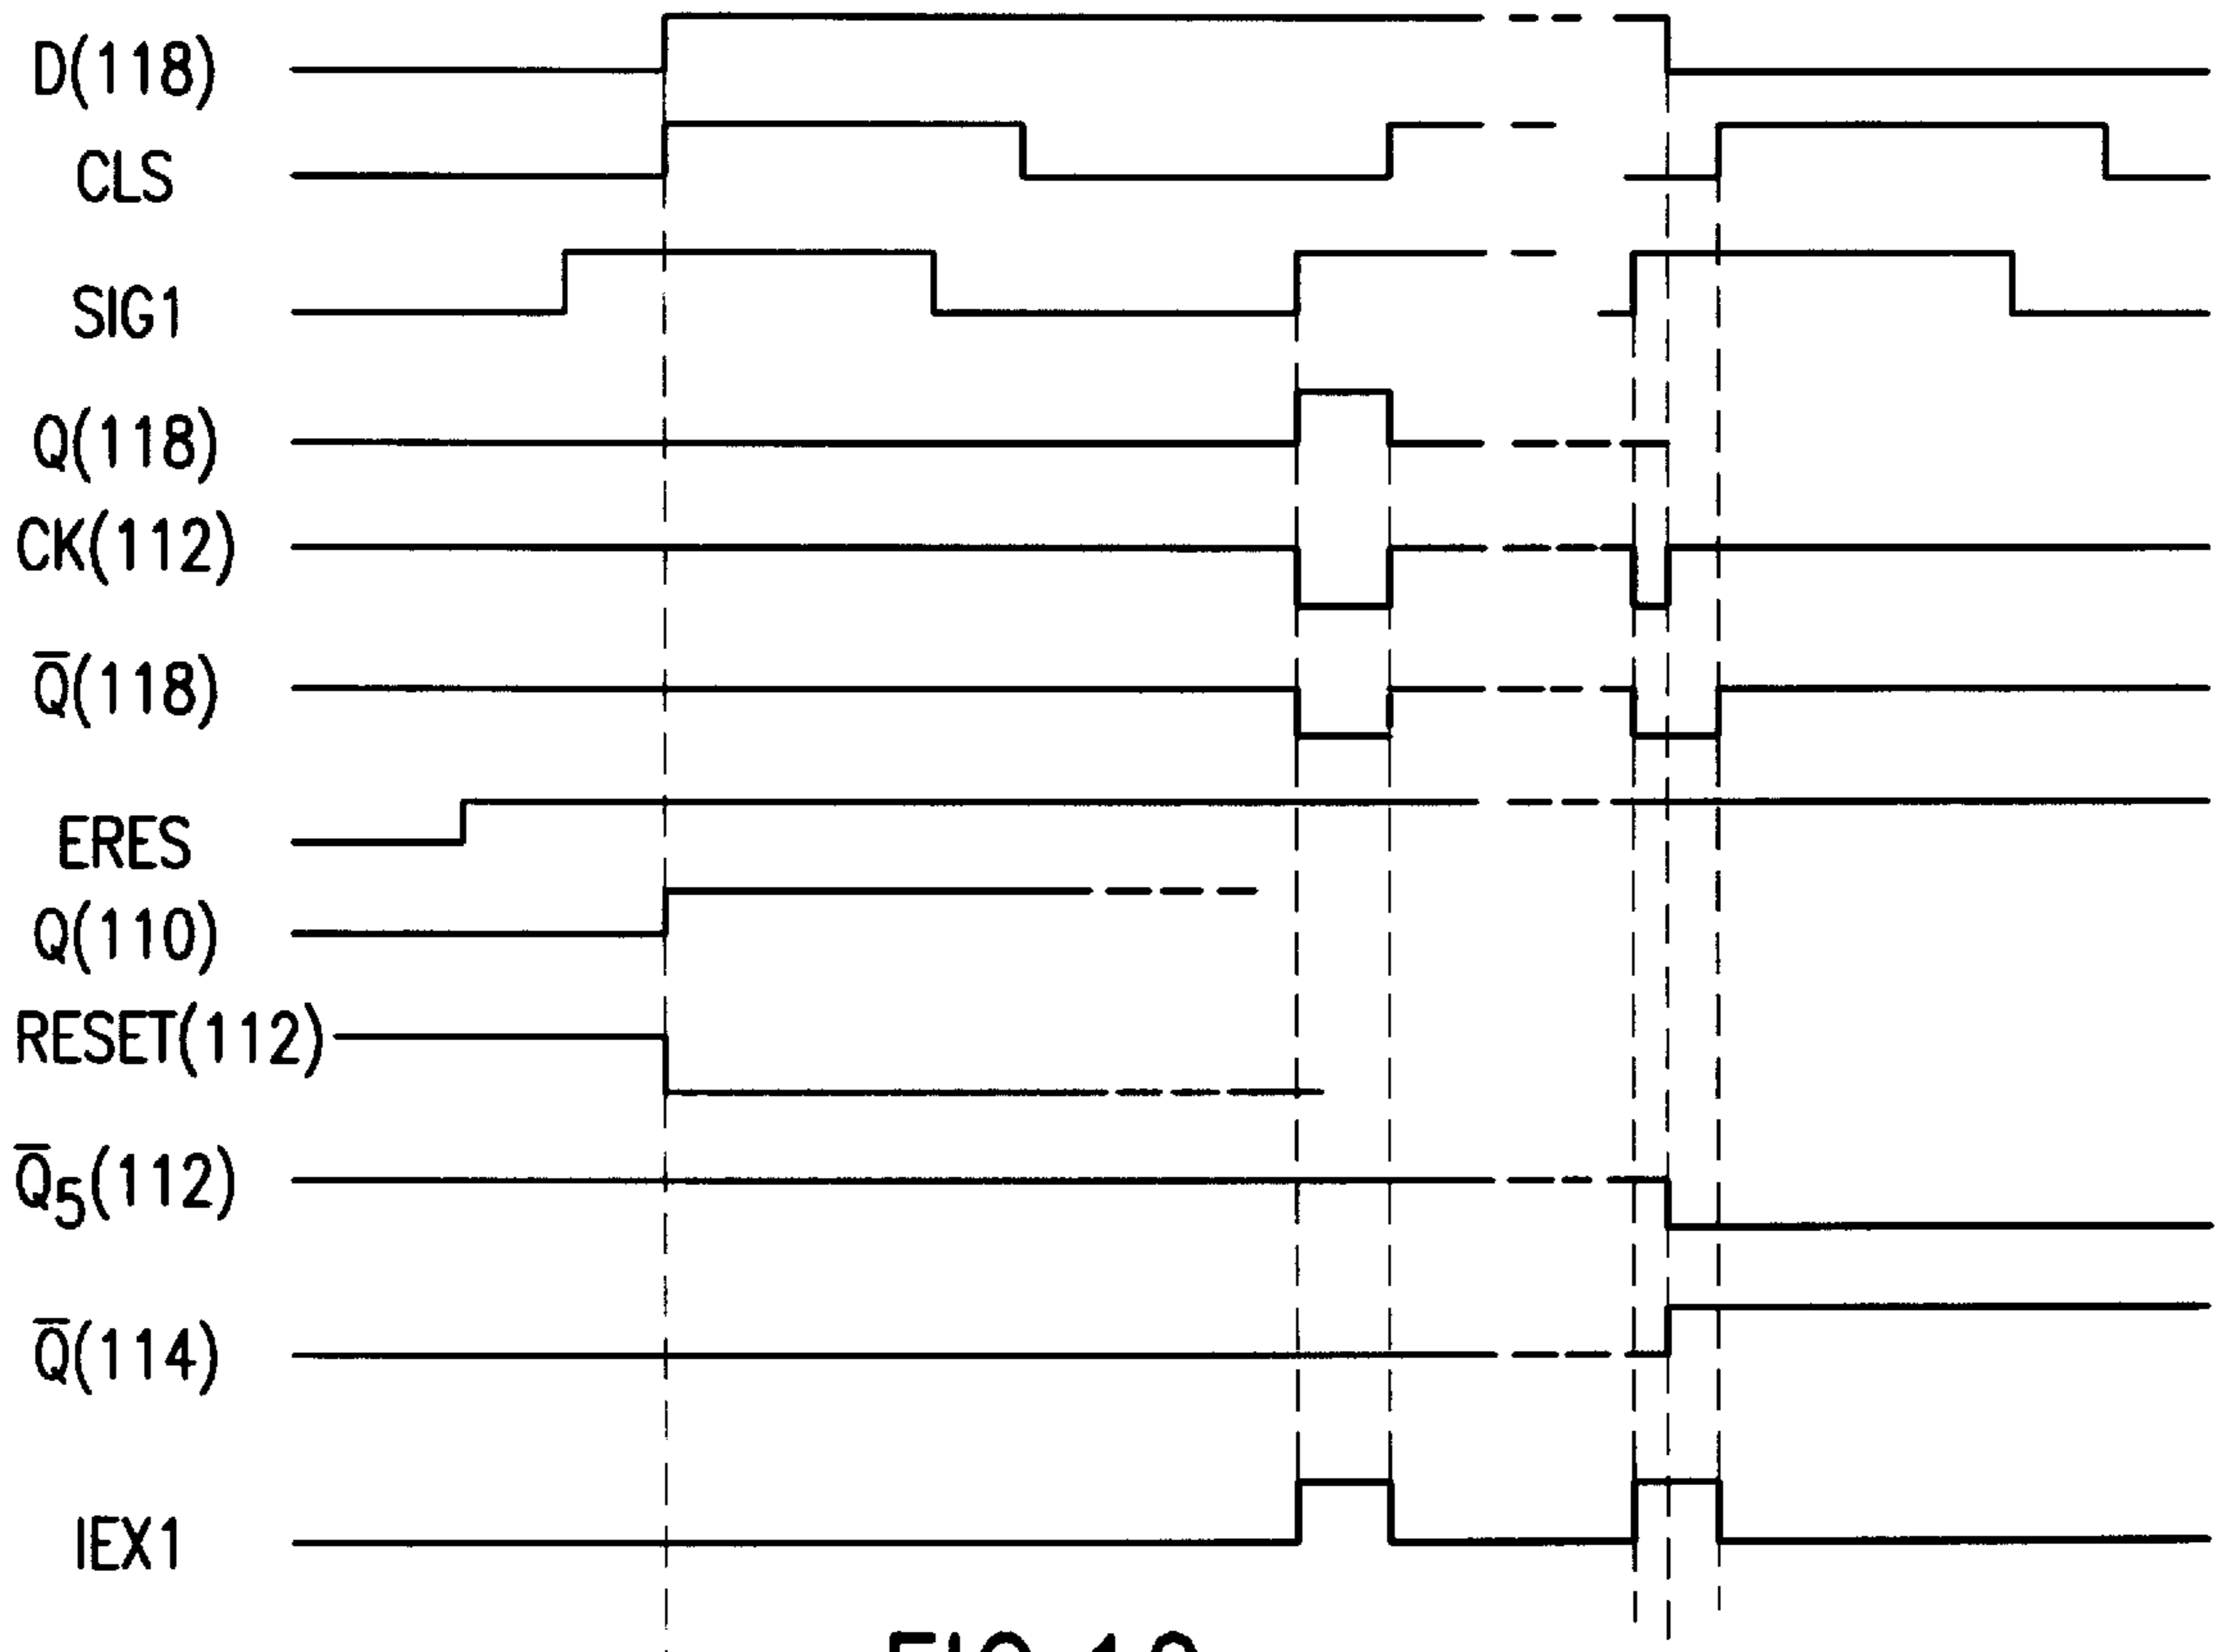 D(118)
CLS
SIG1
Q(118)
CK(112)
Q̅(118)
ERES
Q(110)
RESET(112)
Q̅5(112)
Q̅(114)
IEX1